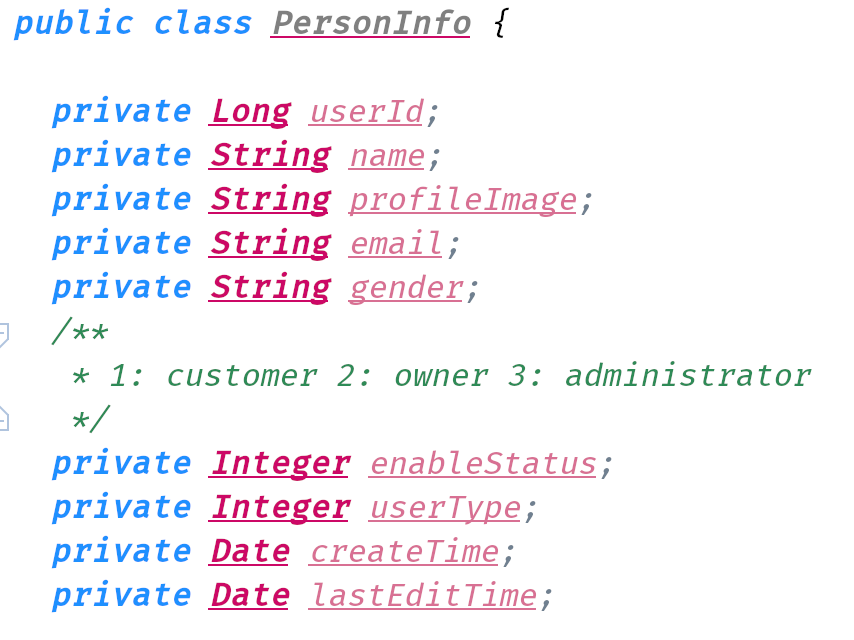 public class PersonInfo {
private Long userId;
private String name;
private String profileImage;
private String email;
private String gender;
/**
* 1: customer 2: owner 3: administrator
*/
private Integer enableStatus;
private Integer userType;
private Date createTime;
private Date lastEditTime;